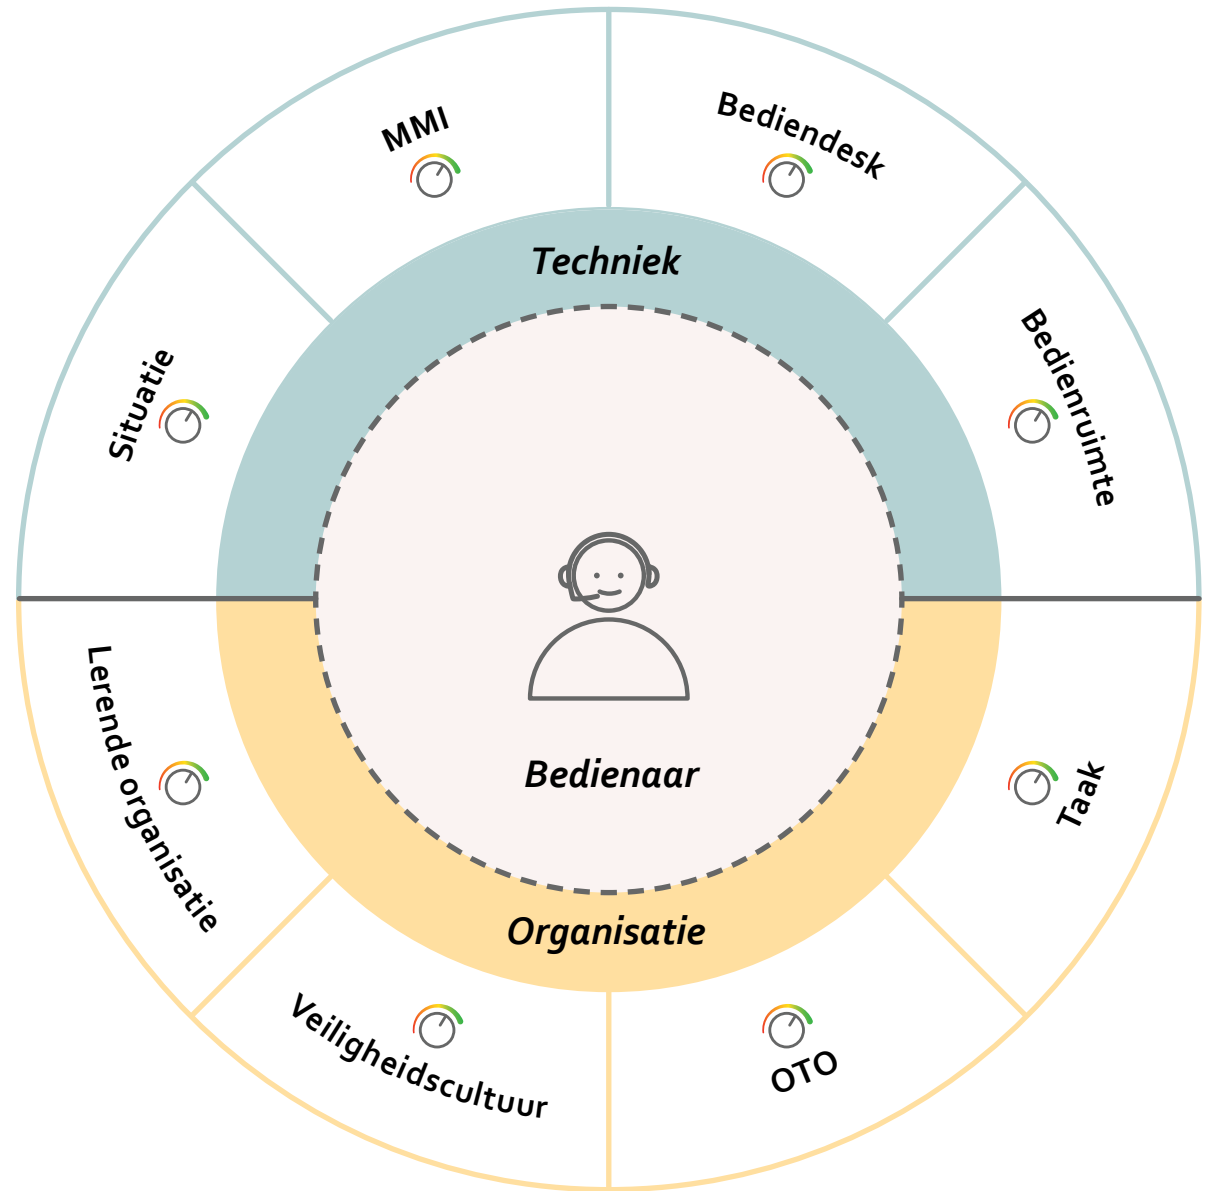 MMI
Bediendesk
Techniek
Situatie
Bedienruimte
Bedienaar
Lerende organisatie
Taak
Organisatie
Veiligheidscultuur
OTO